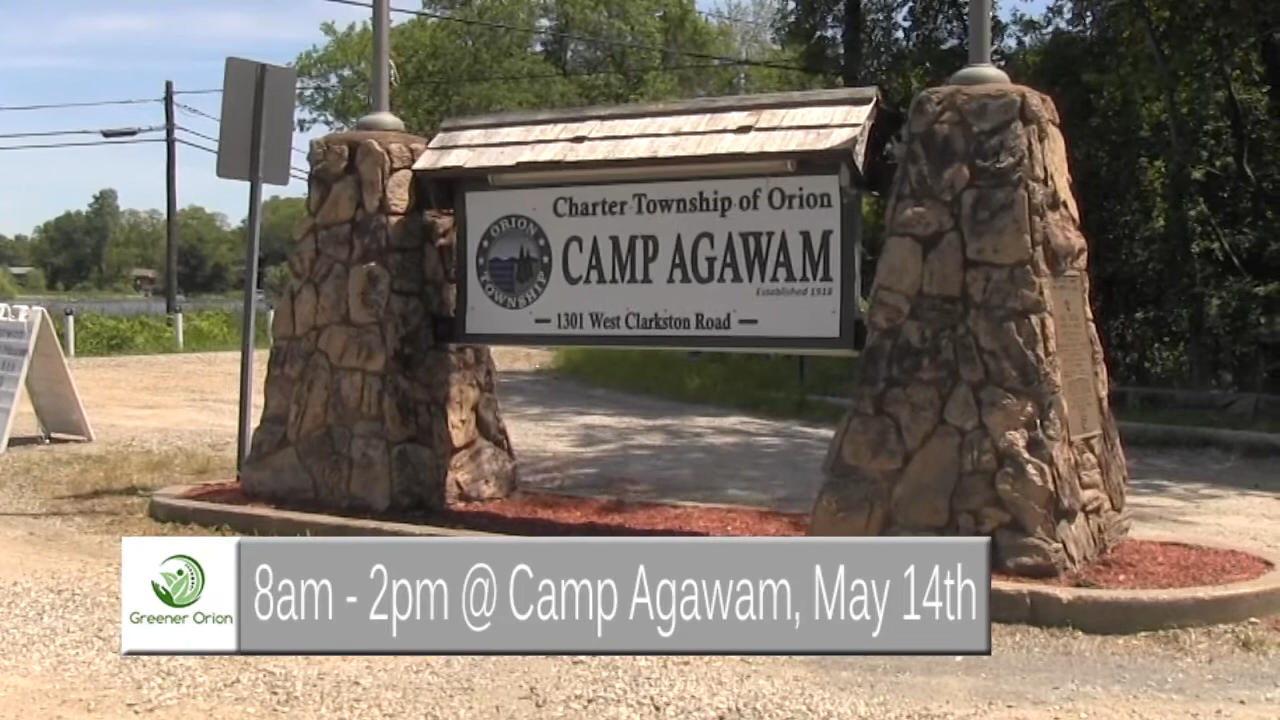 Charter Township of Orion
ORION
TOWNSHIP
CAMP AGAWAM
Established 1918
— 1301 West Clarkston Road —
Greener Orion
8am - 2pm @ Camp Agawam, May 14th